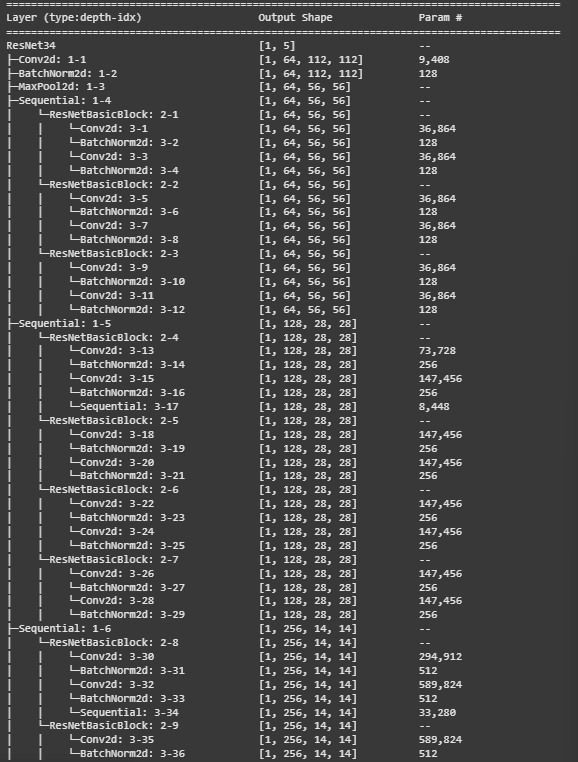 ==========================================================================================
Layer (type:depth-idx)                   Output Shape              Param #
==========================================================================================
ResNet34                                 [1, 5]                    --
├─Conv2d: 1-1                            [1, 64, 112, 112]         9,408
├─BatchNorm2d: 1-2                       [1, 64, 112, 112]         128
├─MaxPool2d: 1-3                         [1, 64, 56, 56]           --
├─Sequential: 1-4                        [1, 64, 56, 56]           --
│    └─ResNetBasicBlock: 2-1             [1, 64, 56, 56]           --
│    │    └─Conv2d: 3-1                  [1, 64, 56, 56]           36,864
│    │    └─BatchNorm2d: 3-2             [1, 64, 56, 56]           128
│    │    └─Conv2d: 3-3                  [1, 64, 56, 56]           36,864
│    │    └─BatchNorm2d: 3-4             [1, 64, 56, 56]           128
│    └─ResNetBasicBlock: 2-2             [1, 64, 56, 56]           --
│    │    └─Conv2d: 3-5                  [1, 64, 56, 56]           36,864
│    │    └─BatchNorm2d: 3-6             [1, 64, 56, 56]           128
│    │    └─Conv2d: 3-7                  [1, 64, 56, 56]           36,864
│    │    └─BatchNorm2d: 3-8             [1, 64, 56, 56]           128
│    └─ResNetBasicBlock: 2-3             [1, 64, 56, 56]           --
│    │    └─Conv2d: 3-9                  [1, 64, 56, 56]           36,864
│    │    └─BatchNorm2d: 3-10            [1, 64, 56, 56]           128
│    │    └─Conv2d: 3-11                 [1, 64, 56, 56]           36,864
│    │    └─BatchNorm2d: 3-12            [1, 64, 56, 56]           128
├─Sequential: 1-5                        [1, 128, 28, 28]          --
│    └─ResNetBasicBlock: 2-4             [1, 128, 28, 28]          --
│    │    └─Conv2d: 3-13                 [1, 128, 28, 28]          73,728
│    │    └─BatchNorm2d: 3-14            [1, 128, 28, 28]          256
│    │    └─Conv2d: 3-15                 [1, 128, 28, 28]          147,456
│    │    └─BatchNorm2d: 3-16            [1, 128, 28, 28]          256
│    │    └─Sequential: 3-17             [1, 128, 28, 28]          8,448
│    └─ResNetBasicBlock: 2-5             [1, 128, 28, 28]          --
│    │    └─Conv2d: 3-18                 [1, 128, 28, 28]          147,456
│    │    └─BatchNorm2d: 3-19            [1, 128, 28, 28]          256
│    │    └─Conv2d: 3-20                 [1, 128, 28, 28]          147,456
│    │    └─BatchNorm2d: 3-21            [1, 128, 28, 28]          256
│    └─ResNetBasicBlock: 2-6             [1, 128, 28, 28]          --
│    │    └─Conv2d: 3-22                 [1, 128, 28, 28]          147,456
│    │    └─BatchNorm2d: 3-23            [1, 128, 28, 28]          256
│    │    └─Conv2d: 3-24                 [1, 128, 28, 28]          147,456
│    │    └─BatchNorm2d: 3-25            [1, 128, 28, 28]          256
│    └─ResNetBasicBlock: 2-7             [1, 128, 28, 28]          --
│    │    └─Conv2d: 3-26                 [1, 128, 28, 28]          147,456
│    │    └─BatchNorm2d: 3-27            [1, 128, 28, 28]          256
│    │    └─Conv2d: 3-28                 [1, 128, 28, 28]          147,456
│    │    └─BatchNorm2d: 3-29            [1, 128, 28, 28]          256
├─Sequential: 1-6                        [1, 256, 14, 14]          --
│    └─ResNetBasicBlock: 2-8             [1, 256, 14, 14]          --
│    │    └─Conv2d: 3-30                 [1, 256, 14, 14]          294,912
│    │    └─BatchNorm2d: 3-31            [1, 256, 14, 14]          512
│    │    └─Conv2d: 3-32                 [1, 256, 14, 14]          589,824
│    │    └─BatchNorm2d: 3-33            [1, 256, 14, 14]          512
│    │    └─Sequential: 3-34             [1, 256, 14, 14]          33,280
│    └─ResNetBasicBlock: 2-9             [1, 256, 14, 14]          --
│    │    └─Conv2d: 3-35                 [1, 256, 14, 14]          589,824
│    │    └─BatchNorm2d: 3-36            [1, 256, 14, 14]          512